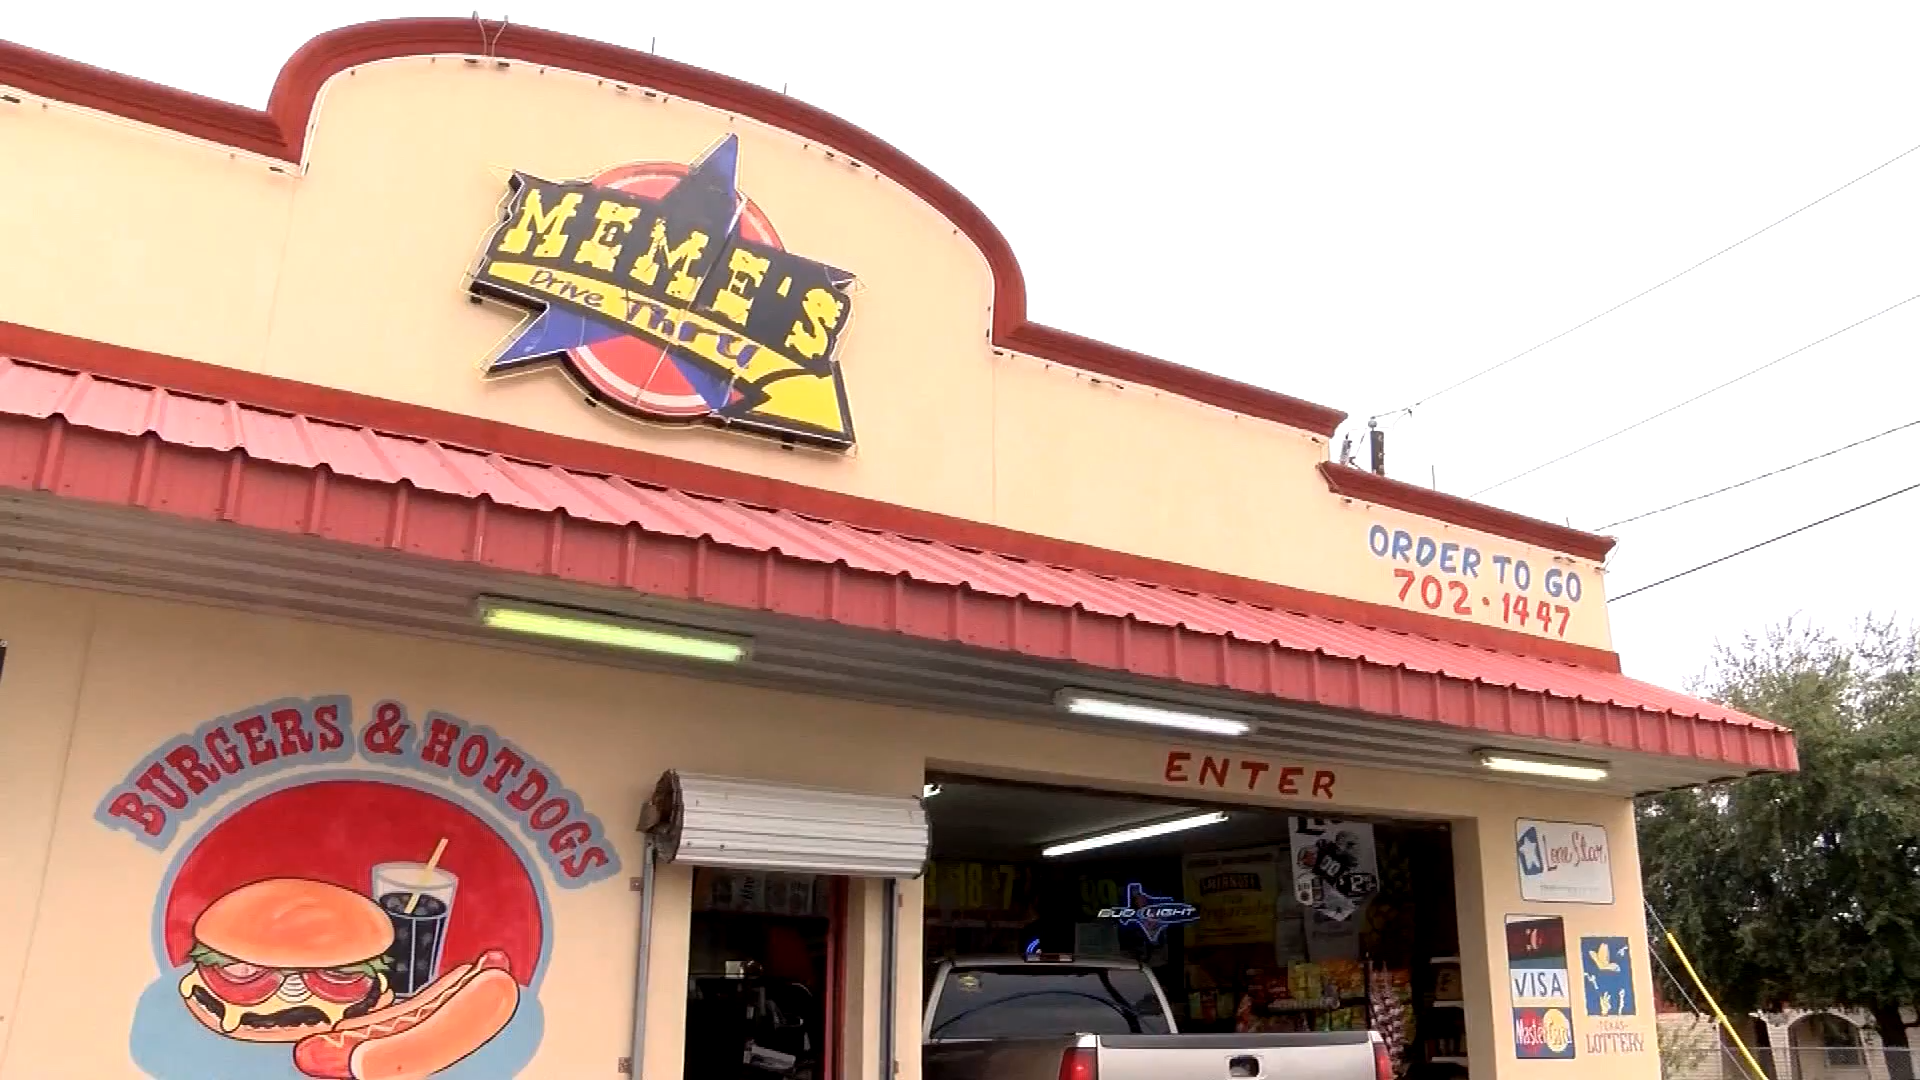 MEME'S
Drive Thru
ORDER TO GO
702·1447
BURGERS & HOTDOGS
ENTER
Lone Star
BUD LIGHT
SMIRNOFF
VISA
MasterCard
TEXAS
LOTTERY